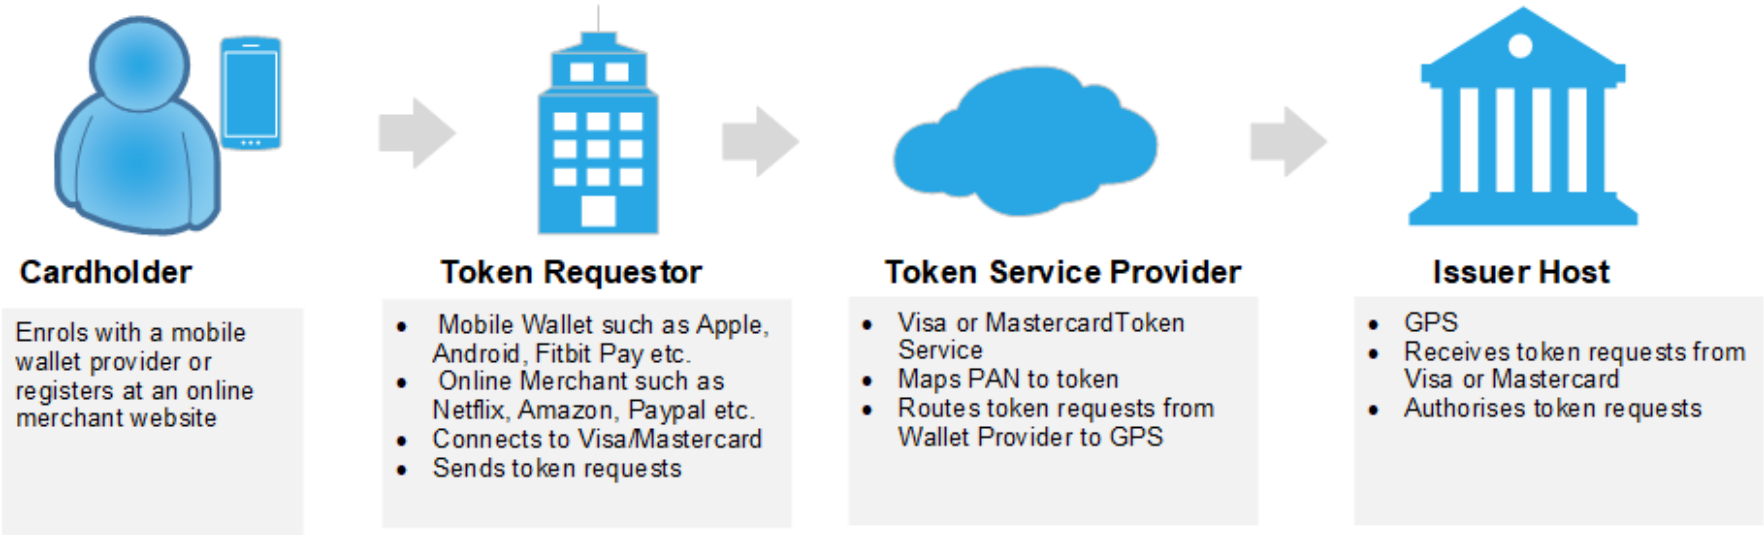 Cardholder
Enrols with a mobile
wallet provider or
registers at an online
merchant website
Token Requestor
• Mobile Wallet such as Apple,
Android, Fitbit Pay etc.
• Online Merchant such as
Netflix, Amazon, Paypal etc.
• Connects to Visa/Mastercard
• Sends token requests
Token Service Provider
• Visa or MastercardToken
Service
• Maps PAN to token
• Routes token requests from
Wallet Provider to GPS
Issuer Host
• GPS
• Receives token requests from
Visa or Mastercard
• Authorises token requests